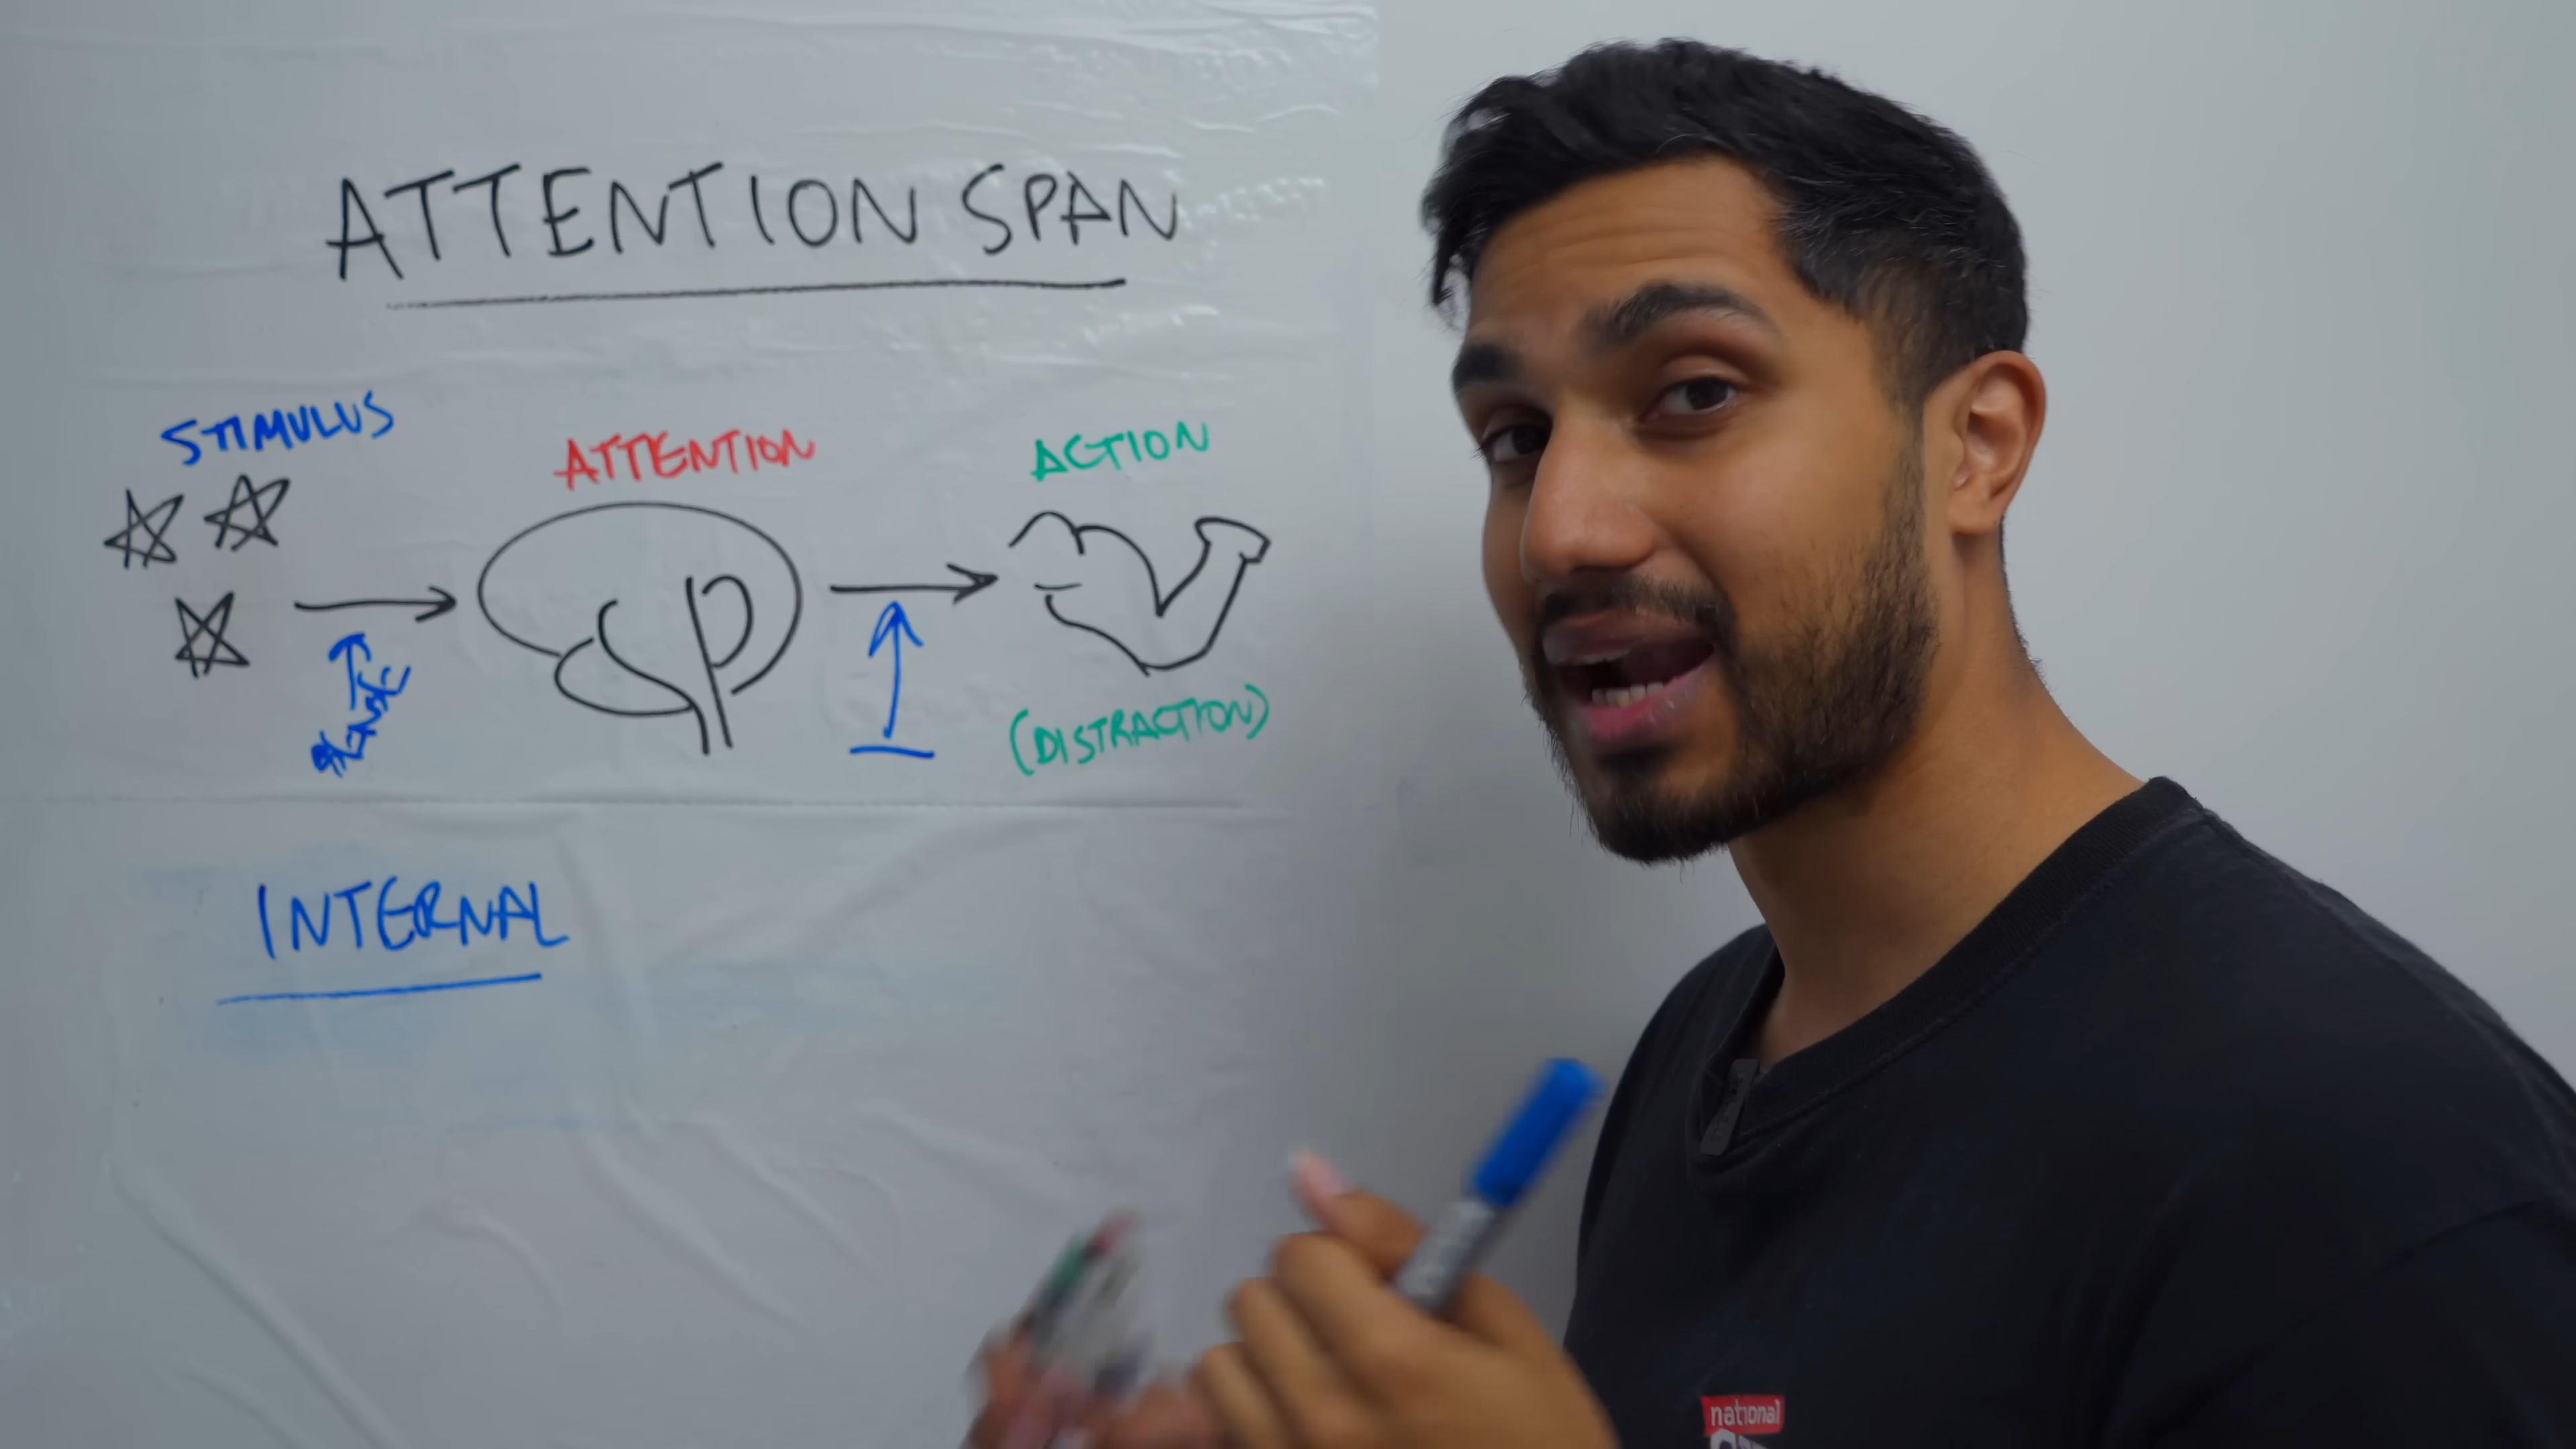 ATTENTION SPAN
STIMULUS
ATTENTION
ACTION
(DISTRACTION)
INTERNAL
national